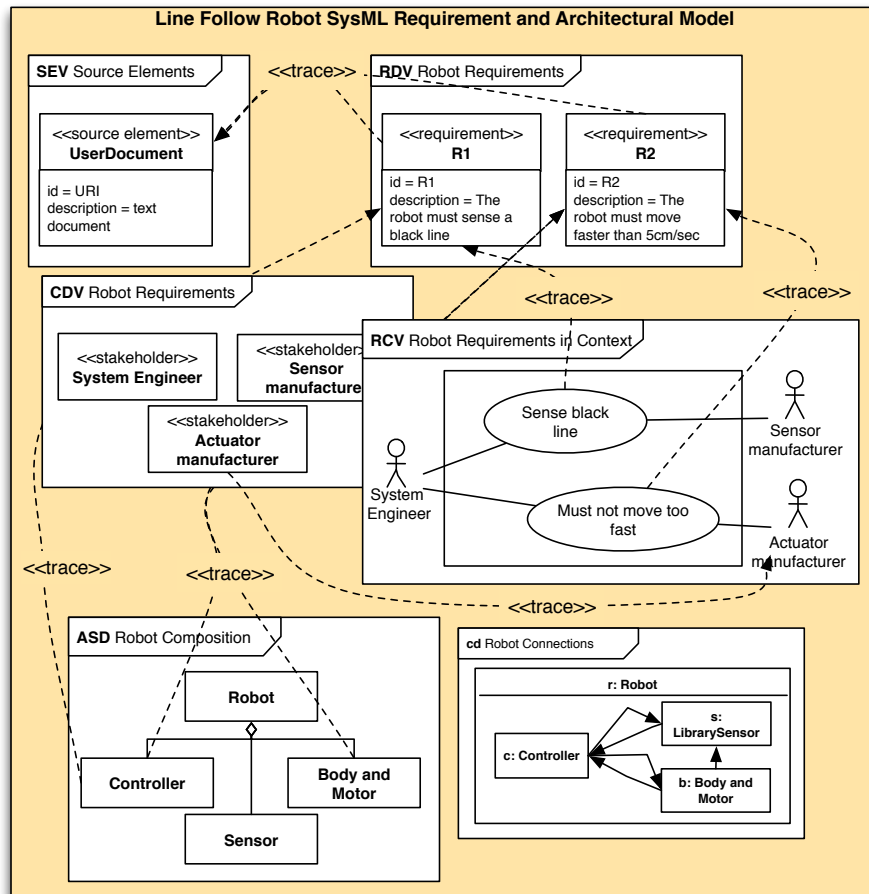 Line Follow Robot SysML Requirement and Architectural Model
SEV Source Elements
<<trace>>
RDV Robot Requirements
<<source element>>
UserDocument
id = URI
description = text
document
<<requirement>>
R1
id = R1
description = The
robot must sense a
black line
<<requirement>>
R2
id = R2
description = The
robot must move
faster than 5cm/sec
CDV Robot Requirements
<<trace>>
<<trace>>
<<stakeholder>>
System Engineer
<<stakeholder>
Sensor
manufacture
<<stakeholder>>
Actuator
manufacturer
RCV Robot Requirements in Context
Sense black
line
Sensor
manufacturer
System
Engineer
Must not move too
fast
Actuator
manufacturer
<<trace>>
<<trace>>
<<trace>>
ASD Robot Composition
Robot
Controller
Body and
Motor
Sensor
cd Robot Connections
r: Robot
s:
LibrarySensor
c: Controller
b: Body and
Motor